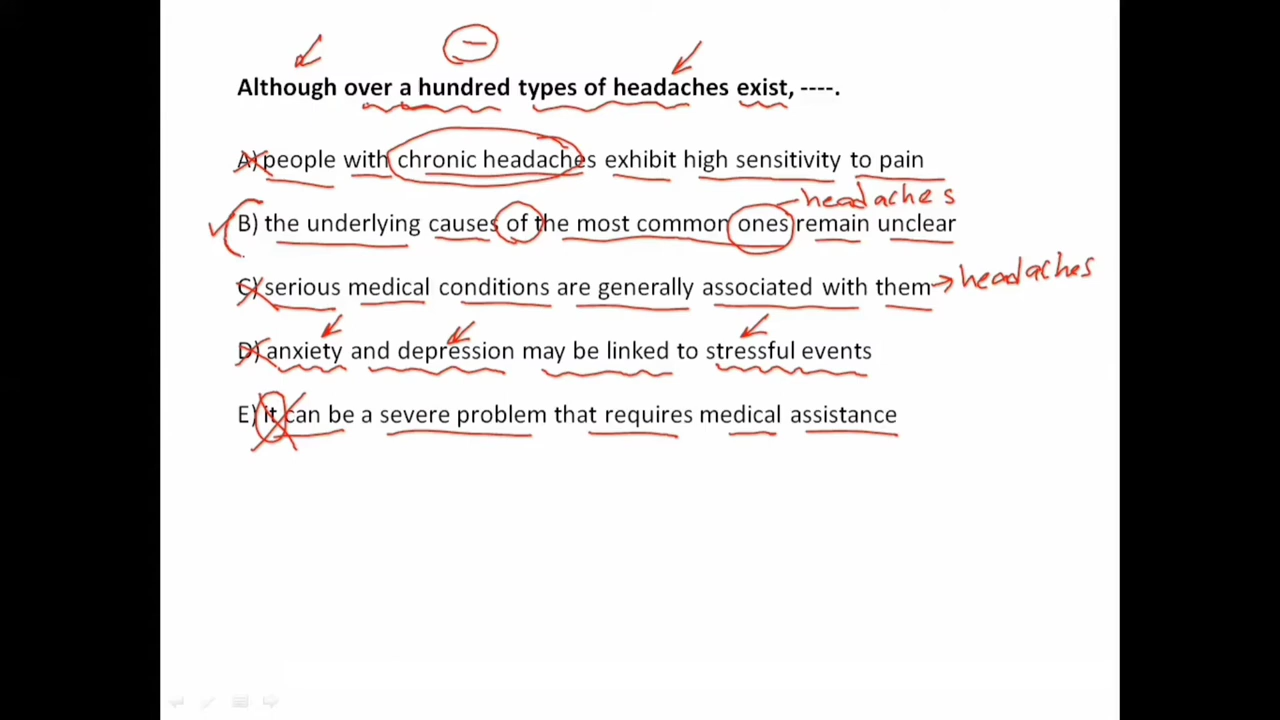 Although over a hundred types of headaches exist, ----.
A) people with chronic headaches exhibit high sensitivity to pain
headaches
B) the underlying causes of the most common ones remain unclear
headaches
C) serious medical conditions are generally associated with them
D) anxiety and depression may be linked to stressful events
E) it can be a severe problem that requires medical assistance